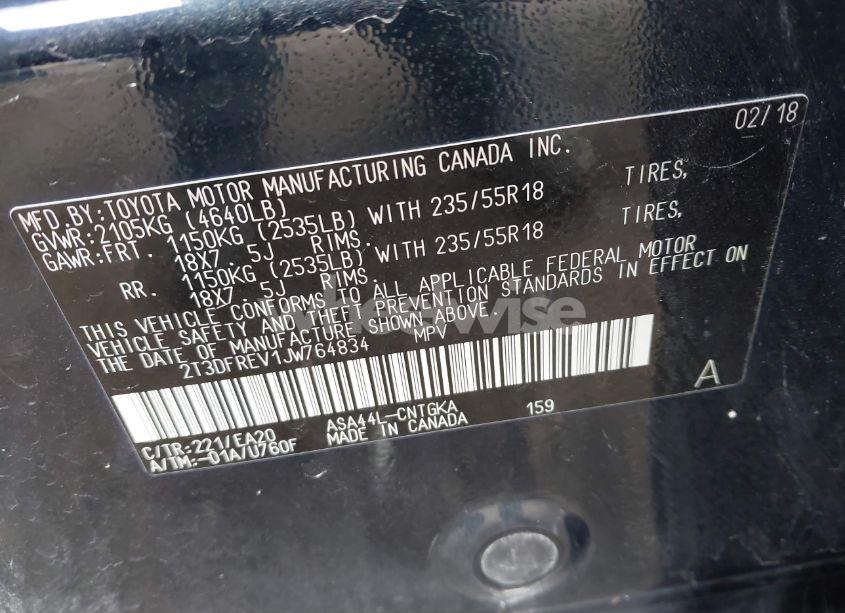 02/18
MFD.BY:TOYOTA MOTOR MANUFACTURING CANADA INC.
GVWR:2105KG (4640LB)
GAWR:FRT. 1150KG (2535LB) WITH 235/55R18 TIRES,
18X7.5J RIMS.
RR. 1150KG (2535LB) WITH 235/55R18 TIRES,
18X7.5J RIMS.
THIS VEHICLE CONFORMS TO ALL APPLICABLE FEDERAL MOTOR
VEHICLE SAFETY AND THEFT PREVENTION STANDARDS IN EFFECT ON
THE DATE OF MANUFACTURE SHOWN ABOVE.
2T3DFREV1JW764834 MPV
A
C/TR:221/EA20 ASA44L-CNTGKA 159
A/TM:-01A/U760F MADE IN CANADA
wheelwise